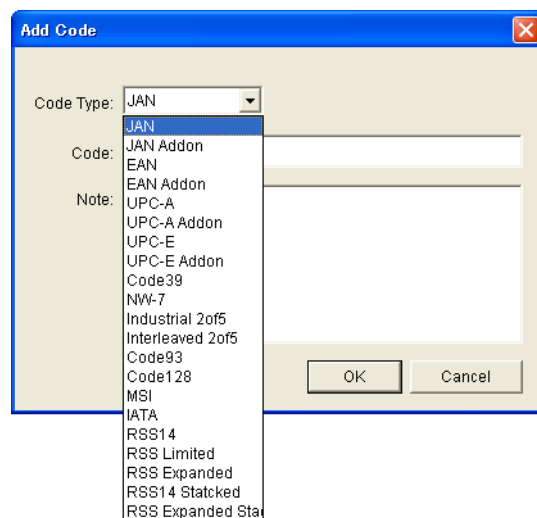 Add Code
Code Type: JAN
JAN
JAN Addon
Code:
EAN
EAN Addon
Note:
UPC-A
UPC-A Addon
UPC-E
UPC-E Addon
Code39
NW-7
Industrial 2of5
Interleaved 2of5
Code93
Code128
OK Cancel
MSI
IATA
RSS14
RSS Limited
RSS Expanded
RSS14 Statcked
RSS Expanded